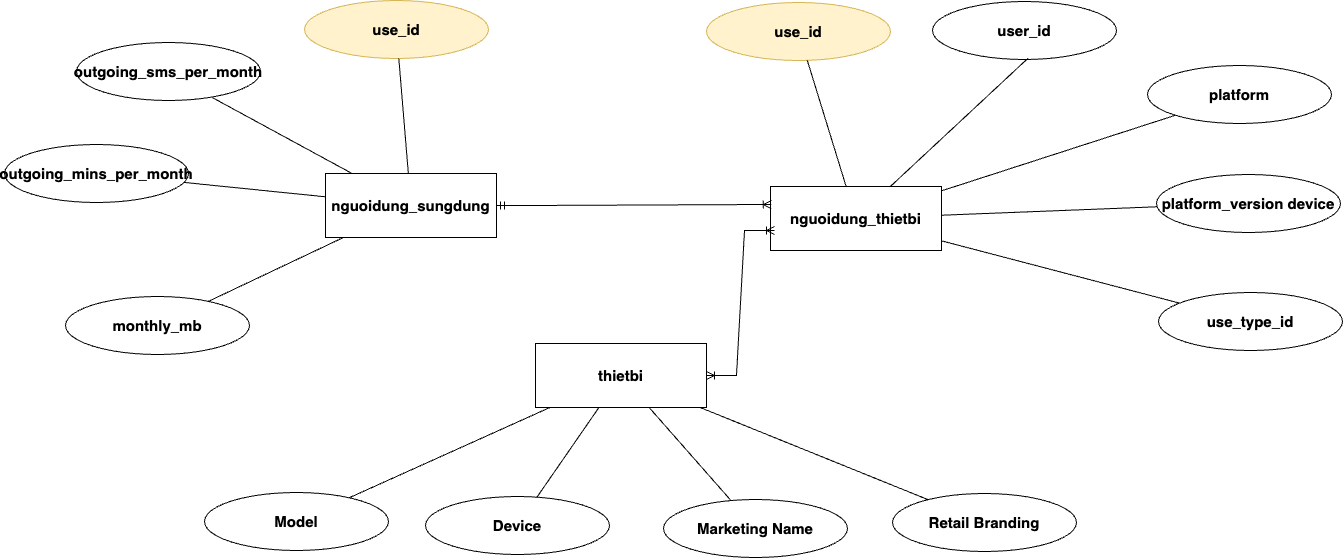 use_id
use_id
user_id
outgoing_sms_per_month
platform
outgoing_mins_per_month
nguoidung_sungdung
nguoidung_thietbi
platform_version device
monthly_mb
use_type_id
thietbi
Model
Device
Marketing Name
Retail Branding